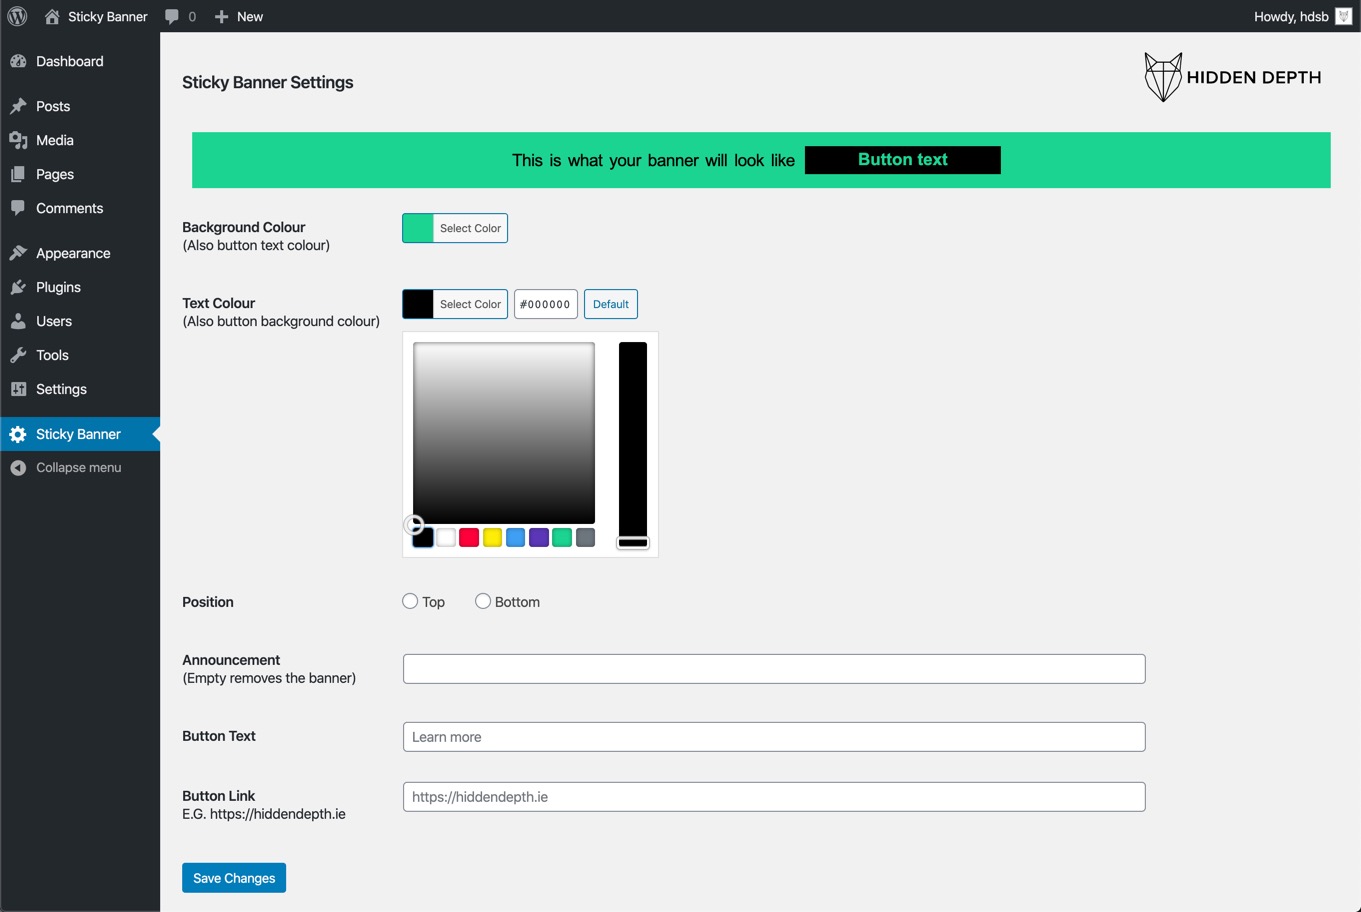 Sticky Banner 0 New Howdy, hdsb
Dashboard
Posts
Media
Pages
Comments
Appearance
Plugins
Users
Tools
Settings
Sticky Banner
Collapse menu
Sticky Banner Settings
HIDDEN DEPTH
This is what your banner will look like Button text
Background Colour
(Also button text colour)
Select Color
Text Colour
(Also button background colour)
Select Color #000000 Default
Position
Top Bottom
Announcement
(Empty removes the banner)
Button Text
Learn more
Button Link
E.G. https://hiddendepth.ie
https://hiddendepth.ie
Save Changes